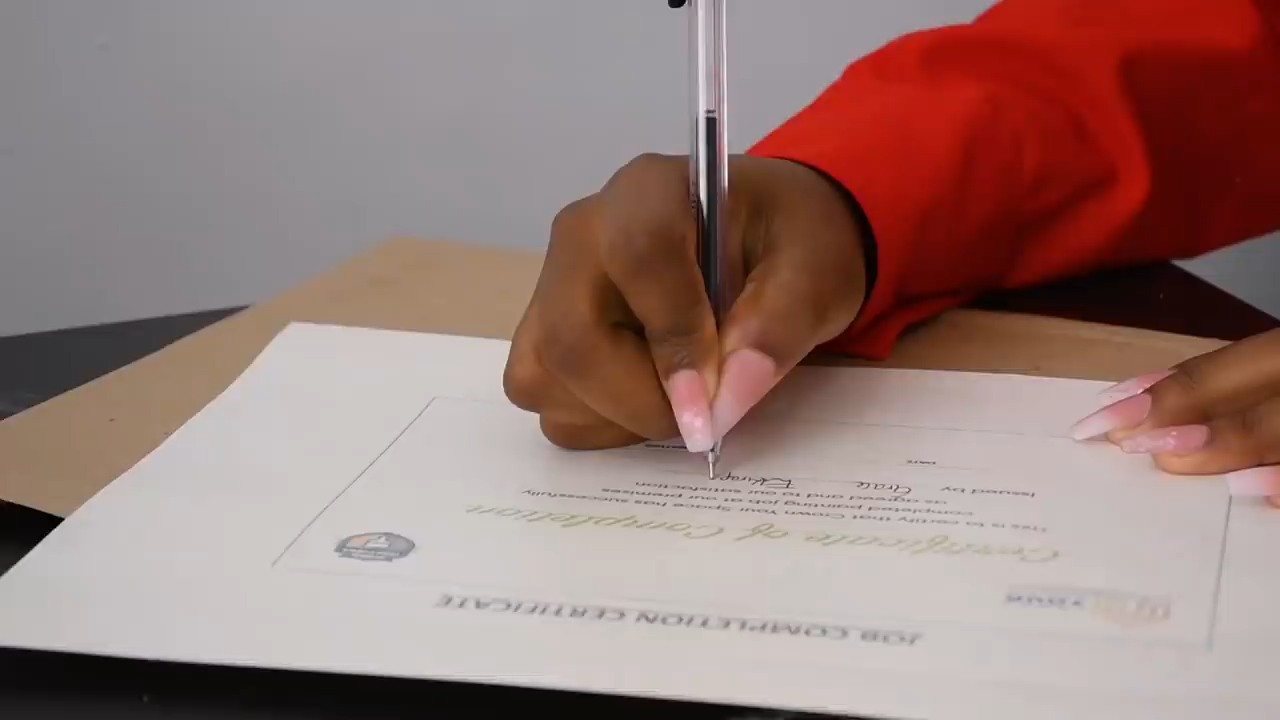 JOB COMPLETION CERTIFICATE
Certificate of Completion
This is to certify that Crown Your Space has successfully
completed painting job at our premises
as agreed and to our satisfaction
Issued by
DATE